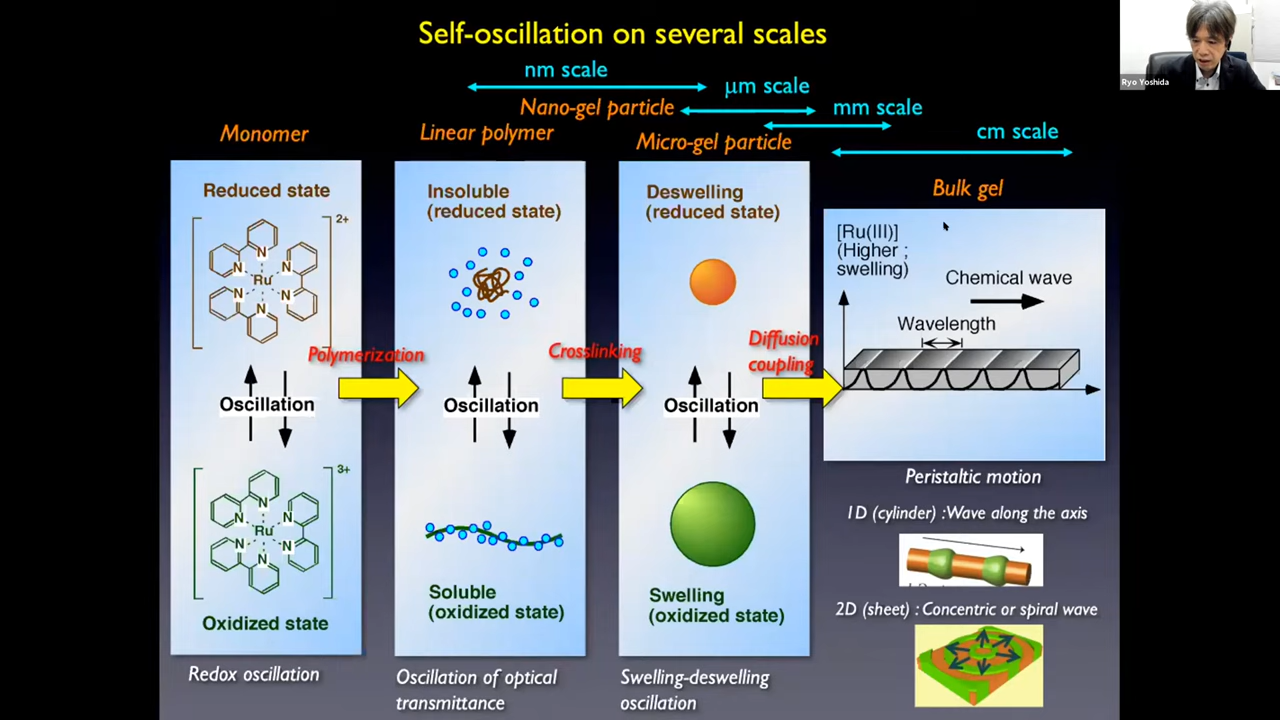 Self-oscillation on several scales
Ryo Yoshida
nm scale
μm scale
Nano-gel particle
mm scale
cm scale
Monomer
Linear polymer
Micro-gel particle
Bulk gel
Reduced state
2+
N
N
N
Ru
N
N
N
Polymerization
Oscillation
3+
N
N
N
Ru
N
N
N
Oxidized state
Redox oscillation
Insoluble
(reduced state)
Crosslinking
Oscillation
Soluble
(oxidized state)
Oscillation of optical
transmittance
Deswelling
(reduced state)
Diffusion
coupling
Oscillation
Swelling
(oxidized state)
Swelling-deswelling
oscillation
[Ru(III)]
(Higher ;
swelling)
Chemical wave
Wavelength
Peristaltic motion
1D (cylinder) :Wave along the axis
2D (sheet) : Concentric or spiral wave